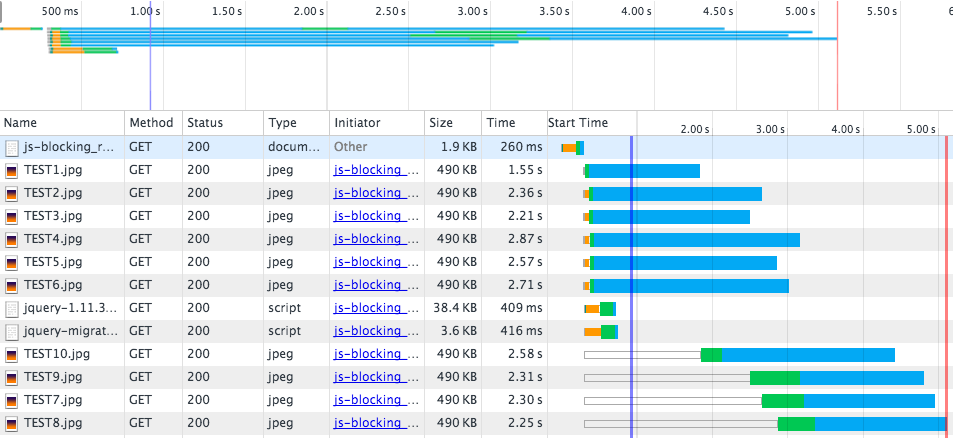 500 ms 1.00 s 1.50 s 2.00 s 2.50 s 3.00 s 3.50 s 4.00 s 4.50 s 5.00 s 5.50 s 6
Name Method Status Type Initiator Size Time Start Time 2.00 s 3.00 s 4.00 s 5.00 s
js-blocking_r... GET 200 docum... Other 1.9 KB 260 ms
TEST1.jpg GET 200 jpeg js-blocking_... 490 KB 1.55 s
TEST2.jpg GET 200 jpeg js-blocking_... 490 KB 2.36 s
TEST3.jpg GET 200 jpeg js-blocking_... 490 KB 2.21 s
TEST4.jpg GET 200 jpeg js-blocking_... 490 KB 2.87 s
TEST5.jpg GET 200 jpeg js-blocking_... 490 KB 2.57 s
TEST6.jpg GET 200 jpeg js-blocking_... 490 KB 2.71 s
jquery-1.11.3... GET 200 script js-blocking_... 38.4 KB 409 ms
jquery-migrat... GET 200 script js-blocking_... 3.6 KB 416 ms
TEST10.jpg GET 200 jpeg js-blocking_... 490 KB 2.58 s
TEST9.jpg GET 200 jpeg js-blocking_... 490 KB 2.31 s
TEST7.jpg GET 200 jpeg js-blocking_... 490 KB 2.30 s
TEST8.jpg GET 200 jpeg js-blocking_... 490 KB 2.25 s